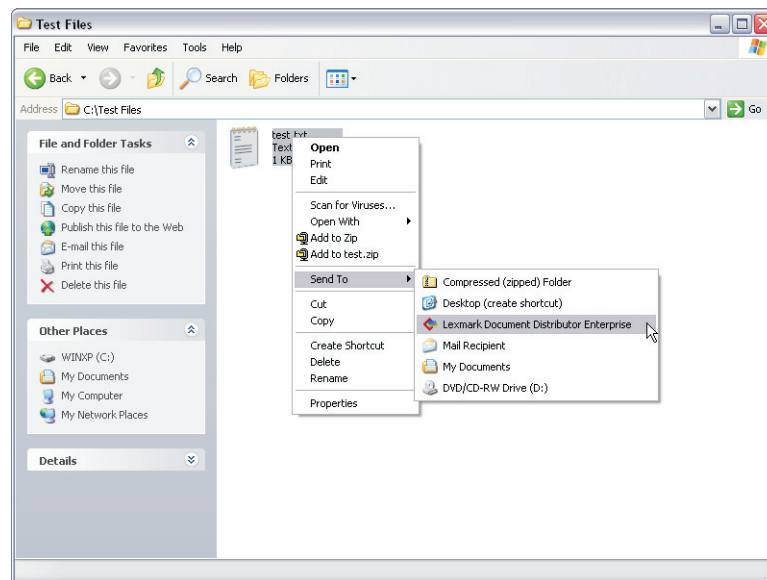 Test Files
File Edit View Favorites Tools Help
Back Search Folders
Address C:\Test Files Go
File and Folder Tasks
Rename this file
Move this file
Copy this file
Publish this file to the Web
E-mail this file
Print this file
Delete this file
Other Places
WINXP (C:)
My Documents
My Computer
My Network Places
Details
test.txt
Text
1 KB
Open
Print
Edit
Scan for Viruses...
Open With
Add to Zip
Add to test.zip
Send To
Cut
Copy
Create Shortcut
Delete
Rename
Properties
Compressed (zipped) Folder
Desktop (create shortcut)
Lexmark Document Distributor Enterprise
Mail Recipient
My Documents
DVD/CD-RW Drive (D:)